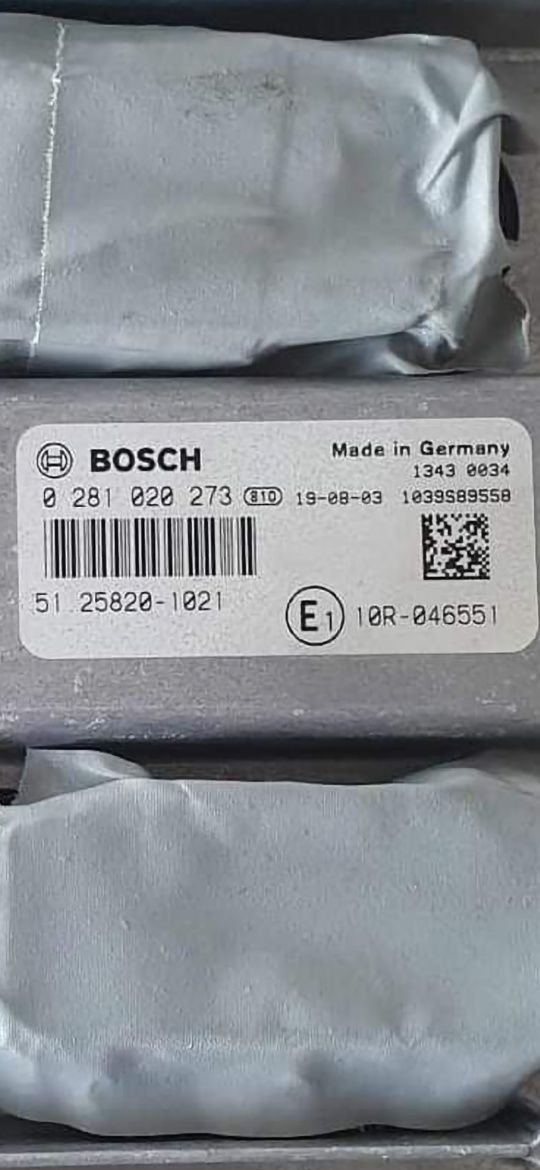 BOSCH
Made in Germany
1343 0034
0 281 020 273 810 19-08-03 1039S89558
51.25820-1021
E1 10R-046551